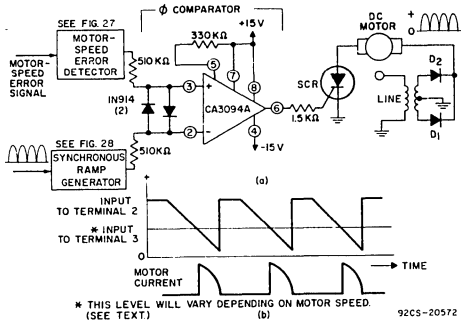 ϕ COMPARATOR
SEE FIG. 27
MOTOR-
SPEED ERROR
DETECTOR
MOTOR-
SPEED
ERROR
SIGNAL
510KΩ
330KΩ
+15V
5
7
8
3
+
CA3094A
6
2
-
4
-15V
IN914
(2)
1.5KΩ
SCR
DC
MOTOR
+
0
D2
LINE
D1
SEE FIG. 28
SYNCHRONOUS
RAMP
GENERATOR
510KΩ
(a)
INPUT
TO TERMINAL 2
* INPUT
TO TERMINAL 3
0
TIME
MOTOR
CURRENT
* THIS LEVEL WILL VARY DEPENDING ON MOTOR SPEED.
(SEE TEXT.)
(b)
92CS-20572